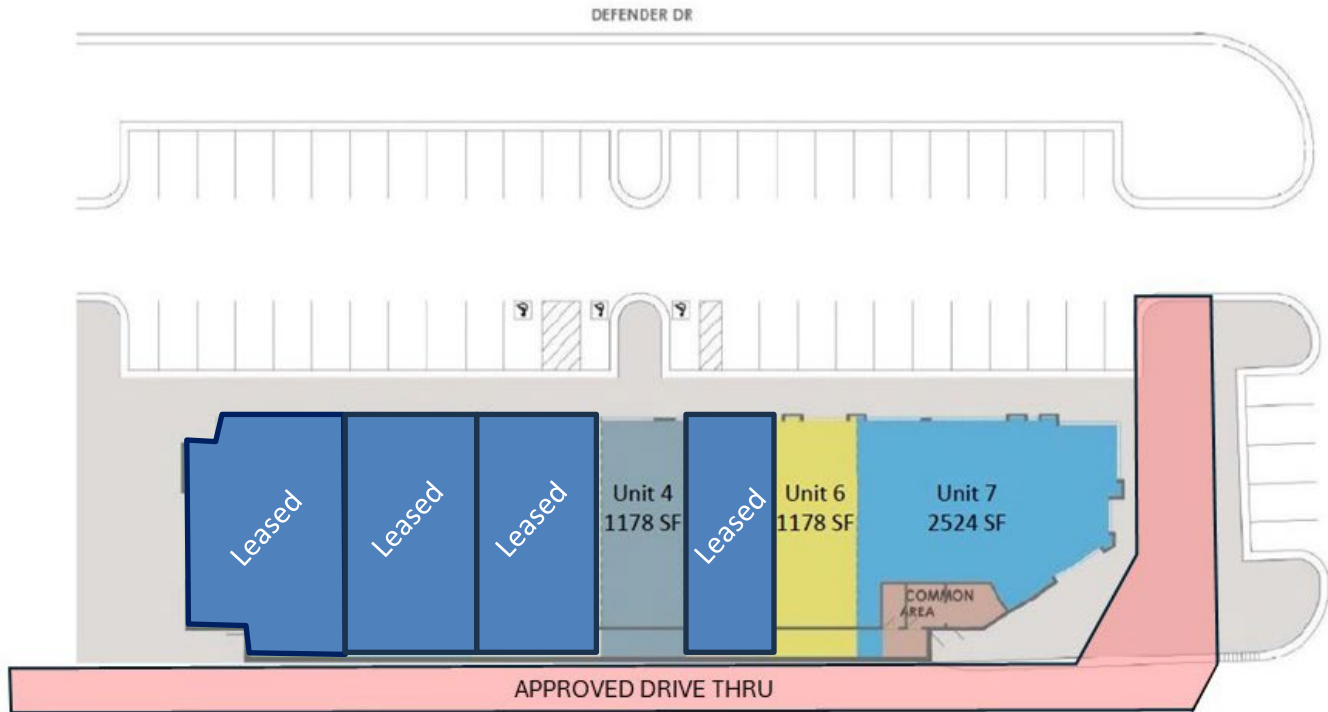 DEFENDER DR
Leased
Leased
Leased
Unit 4
1178 SF
Leased
Unit 6
1178 SF
Unit 7
2524 SF
COMMON
AREA
APPROVED DRIVE THRU